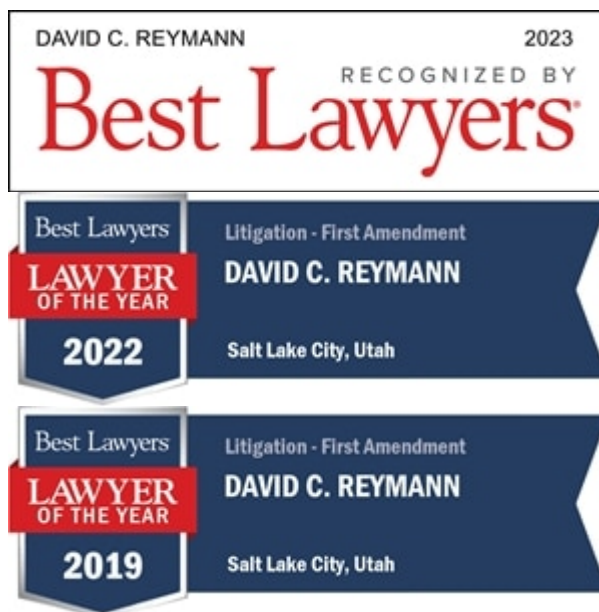 DAVID C. REYMANN 2023
RECOGNIZED BY
Best Lawyers®
Best Lawyers
LAWYER
OF THE YEAR
2022
Litigation - First Amendment
DAVID C. REYMANN
Salt Lake City, Utah
Best Lawyers
LAWYER
OF THE YEAR
2019
Litigation - First Amendment
DAVID C. REYMANN
Salt Lake City, Utah